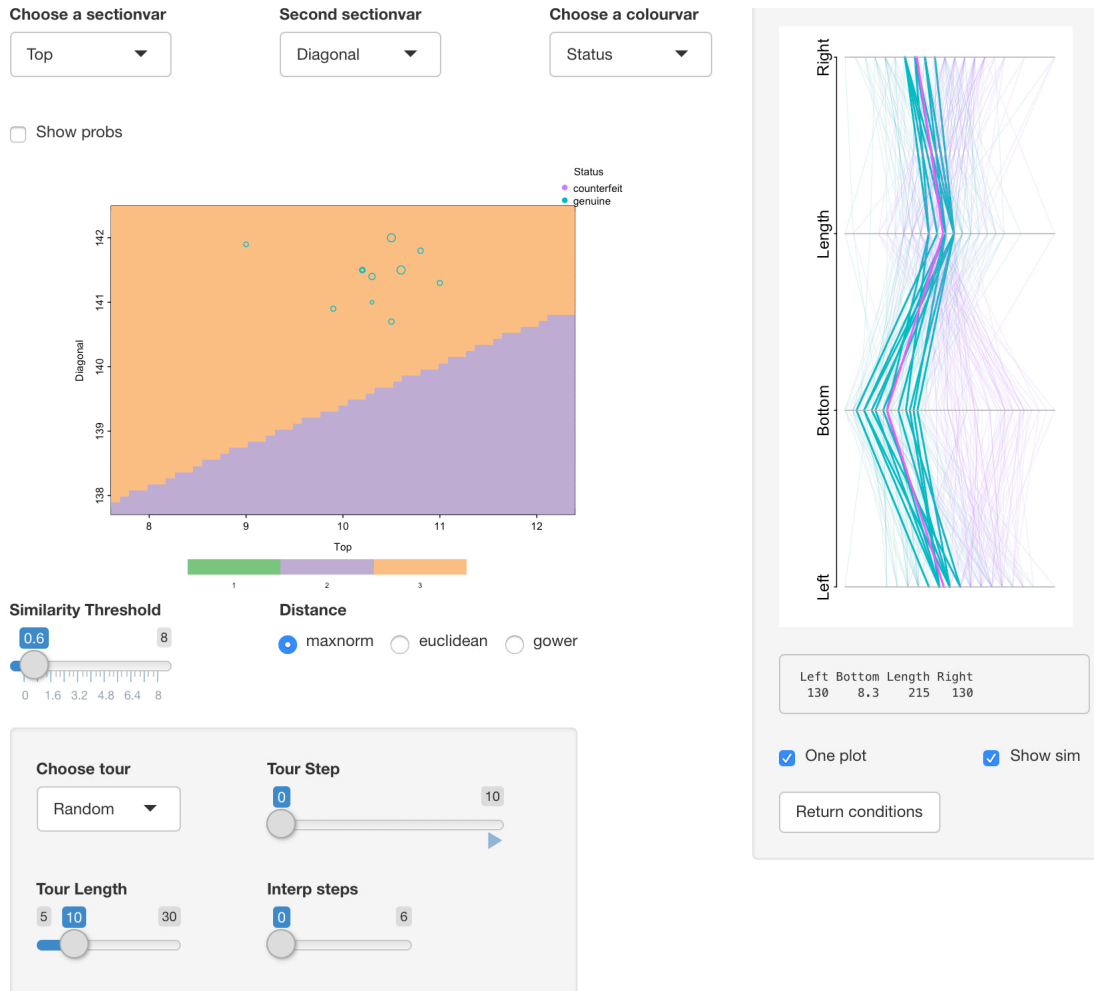 Choose a sectionvar
Second sectionvar
Choose a colourvar
Top
Diagonal
Status
Show probs
Status
counterfeit
genuine
142
141
140
139
138
Diagonal
8
9
10
11
12
Top
1
2
3
Similarity Threshold
0.6
8
0
1.6
3.2
4.8
6.4
8
Distance
maxnorm
euclidean
gower
Choose tour
Random
Tour Step
0
10
Tour Length
5
10
30
Interp steps
0
6
Right
Length
Bottom
Left
Left Bottom Length Right
130 8.3 215 130
One plot
Show sim
Return conditions